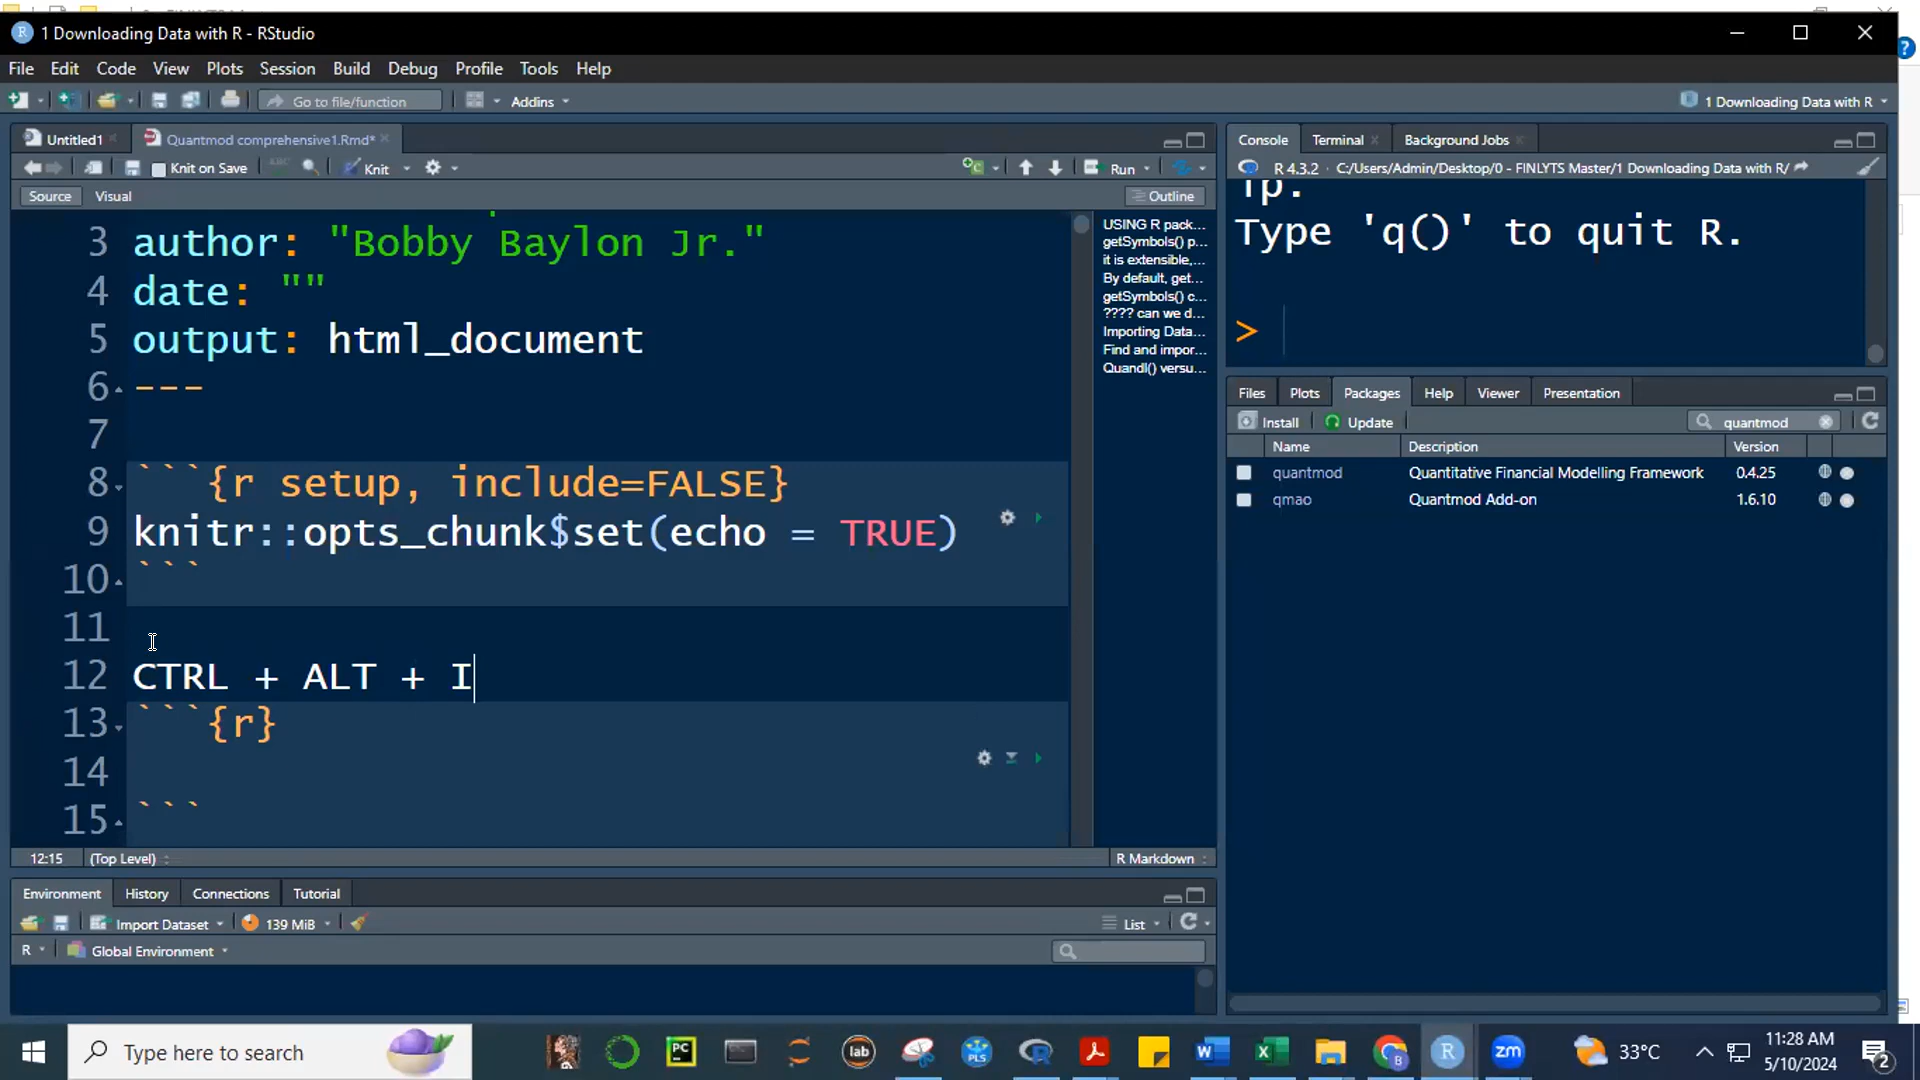 1 Downloading Data with R - RStudio
File Edit Code View Plots Session Build Debug Profile Tools Help
Go to file/function Addins 1 Downloading Data with R
Untitled1 Quantmod comprehensive1.Rmd*
Knit on Save ABC Knit Run
Source Visual Outline
3 author: "Bobby Baylon Jr."
4 date: ""
5 output: html_document
6 ---
7
8 ```{r setup, include=FALSE}
9 knitr::opts_chunk$set(echo = TRUE)
10 ```
11
12 CTRL + ALT + I
13 ```{r}
14
15 ```
USING R pack...
getSymbols() p...
it is extensible,...
By default, get...
getSymbols() c...
???? can we d...
Importing Data...
Find and impor...
Quandl() versu...
12:15 (Top Level) R Markdown
Environment History Connections Tutorial
Import Dataset 139 MiB List
R Global Environment
Console Terminal Background Jobs
R 4.3.2 · C:/Users/Admin/Desktop/0 - FINLYTS Master/1 Downloading Data with R/
Type 'q()' to quit R.
>
Files Plots Packages Help Viewer Presentation
Install Update quantmod
Name Description Version
quantmod Quantitative Financial Modelling Framework 0.4.25
qmao Quantmod Add-on 1.6.10
Type here to search
lab
PLS
zm
33°C
11:28 AM
5/10/2024
2